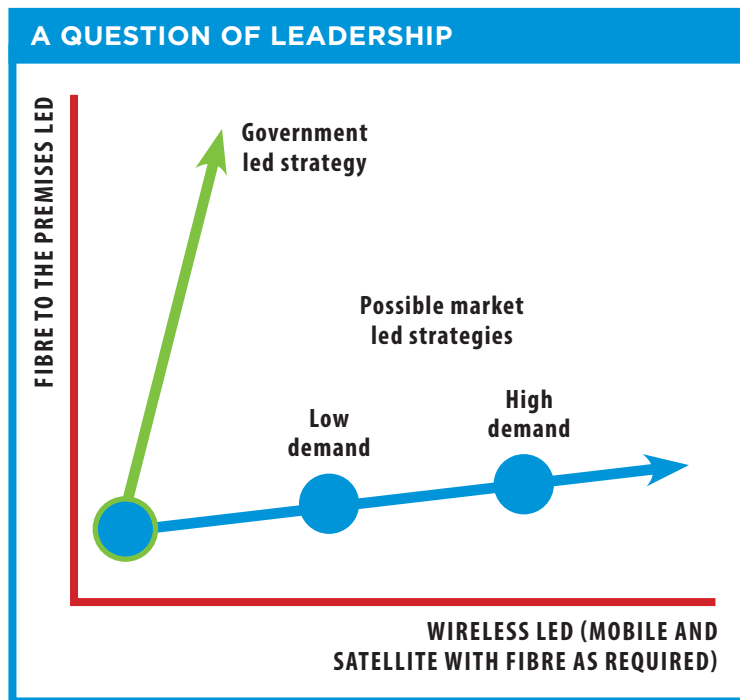 A QUESTION OF LEADERSHIP
FIBRE TO THE PREMISES LED
Government
led strategy
Possible market
led strategies
Low
demand
High
demand
WIRELESS LED (MOBILE AND
SATELLITE WITH FIBRE AS REQUIRED)